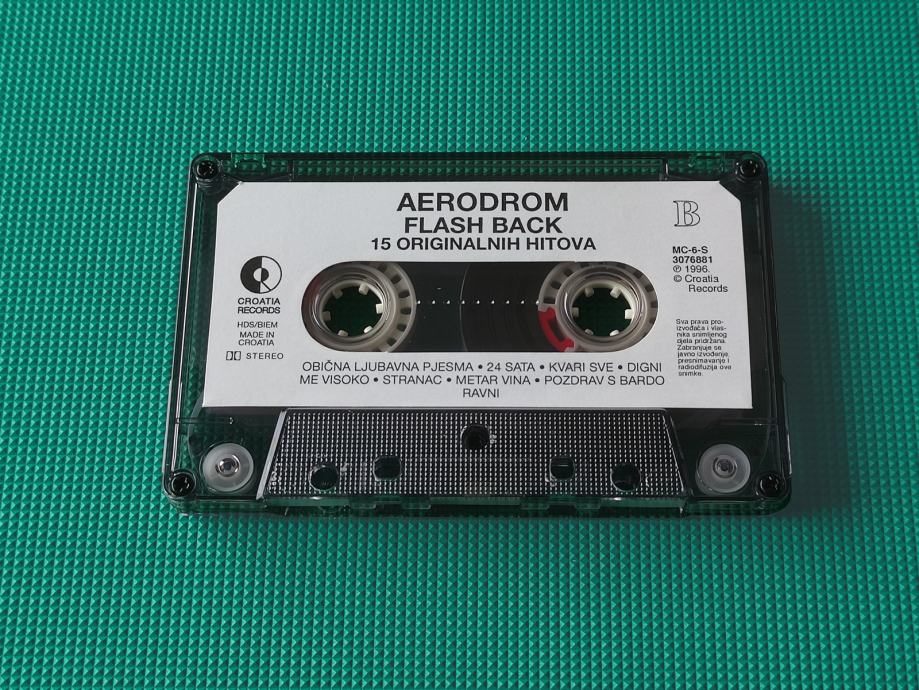 AERODROM
FLASH BACK
15 ORIGINALNIH HITOVA
B
MC-6-S
3076881
℗ 1996.
© Croatia
Records
CROATIA
RECORDS
HDS/BIEM
MADE IN
CROATIA
STEREO
Sva prava pro-
izvođača i vlas-
nika snimljenog
djela pridržana.
Zabranjuje se
javno izvođenje,
presnimavanje i
radiodifuzija ove
snimke.
OBIČNA LJUBAVNA PJESMA • 24 SATA • KVARI SVE • DIGNI
ME VISOKO • STRANAC • METAR VINA • POZDRAV S BARDO
RAVNI